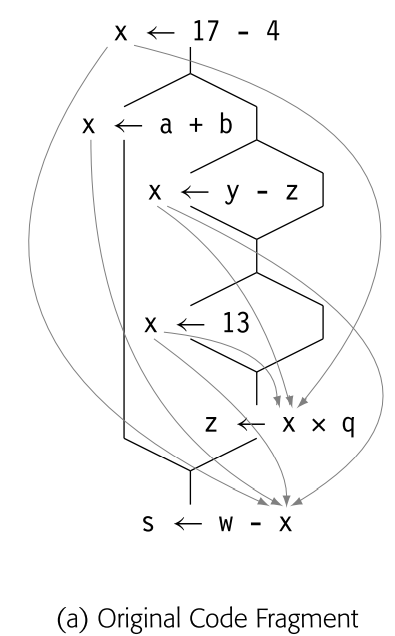 x ← 17 - 4
x ← a + b
x ← y - z
x ← 13
z ← x × q
s ← w - x
(a) Original Code Fragment